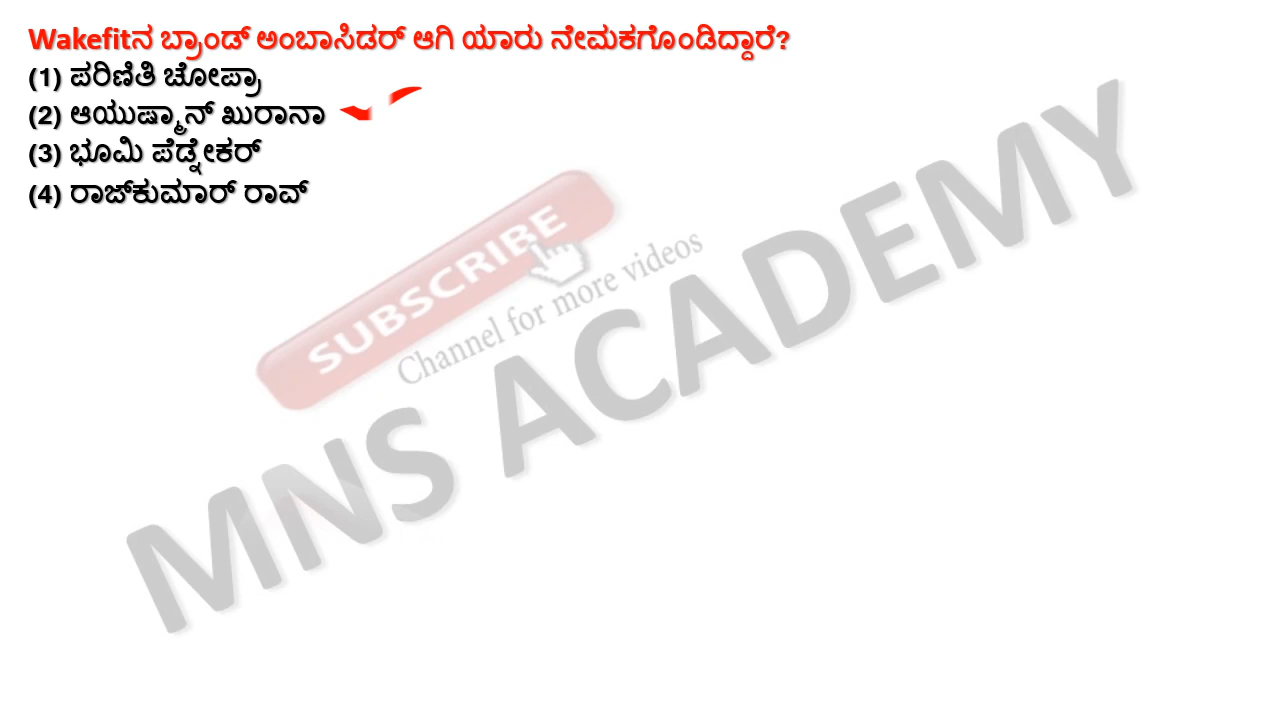 Wakefitನ ಬ್ರಾಂಡ್ ಅಂಬಾಸಿಡರ್ ಆಗಿ ಯಾರು ನೇಮಕಗೊಂಡಿದ್ದಾರೆ?
(1) ಪರಿಣಿತಿ ಚೋಪ್ರಾ
(2) ಆಯುಷ್ಮಾನ್ ಖುರಾನಾ
(3) ಭೂಮಿ ಪೆಡ್ನೇಕರ್
(4) ರಾಜ್‌ಕುಮಾರ್ ರಾವ್
SUBSCRIBE
Channel for more videos
MNS ACADEMY